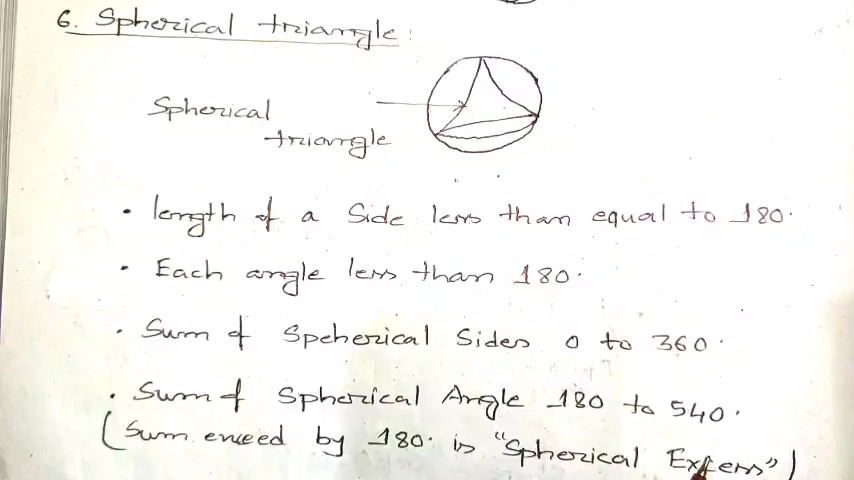 6. Spherical triangle:
Spherical
triangle
• length of a Side less than equal to 180.
• Each angle less than 180.
• Sum of Speherical Sides 0 to 360.
• Sum of Spherical Angle 180 to 540.
(Sum exceed by 180. is "Spherical Excess")